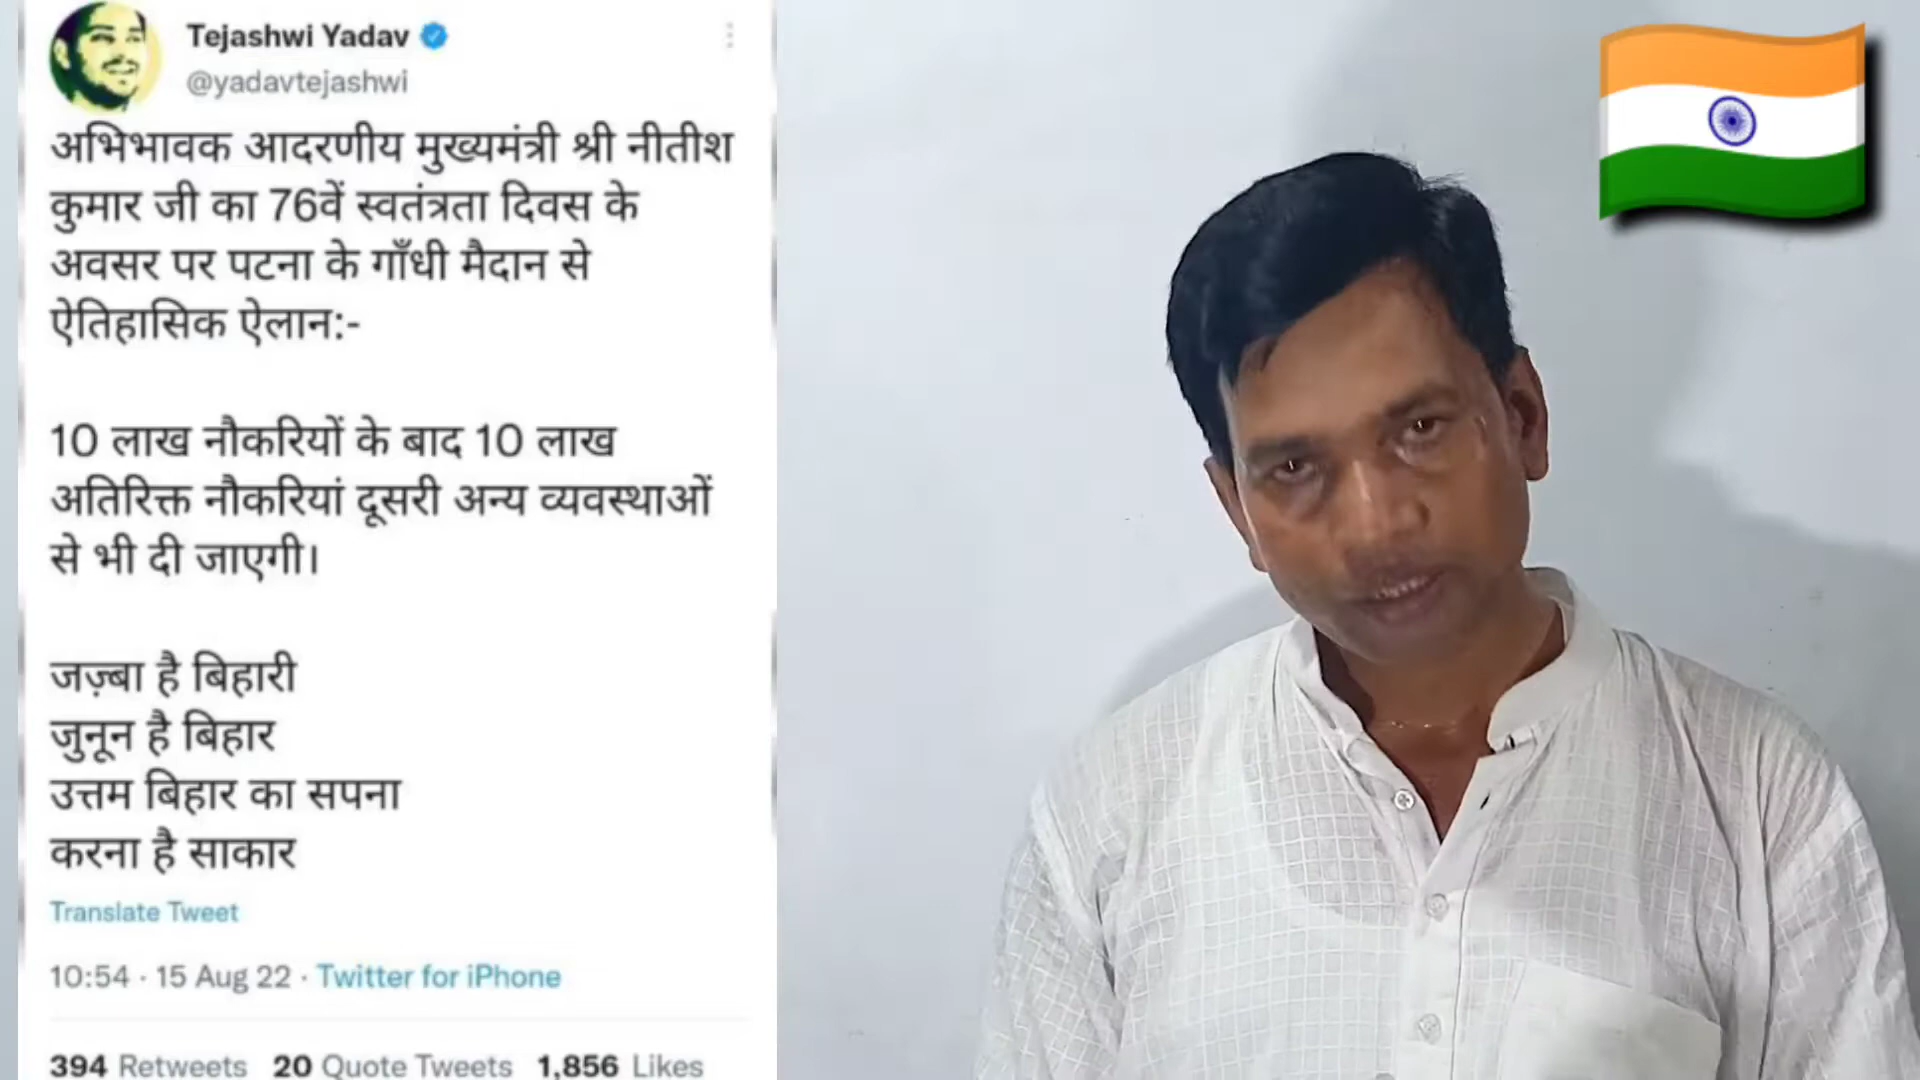 Tejashwi Yadav
@yadavtejashwi
अभिभावक आदरणीय मुख्यमंत्री श्री नीतीश
कुमार जी का 76वें स्वतंत्रता दिवस के
अवसर पर पटना के गाँधी मैदान से
ऐतिहासिक ऐलान:-
10 लाख नौकरियों के बाद 10 लाख
अतिरिक्त नौकरियां दूसरी अन्य व्यवस्थाओं
से भी दी जाएगी।
जज़्बा है बिहारी
जुनून है बिहार
उत्तम बिहार का सपना
करना है साकार
Translate Tweet
10:54 · 15 Aug 22 · Twitter for iPhone
394 Retweets 20 Quote Tweets 1,856 Likes